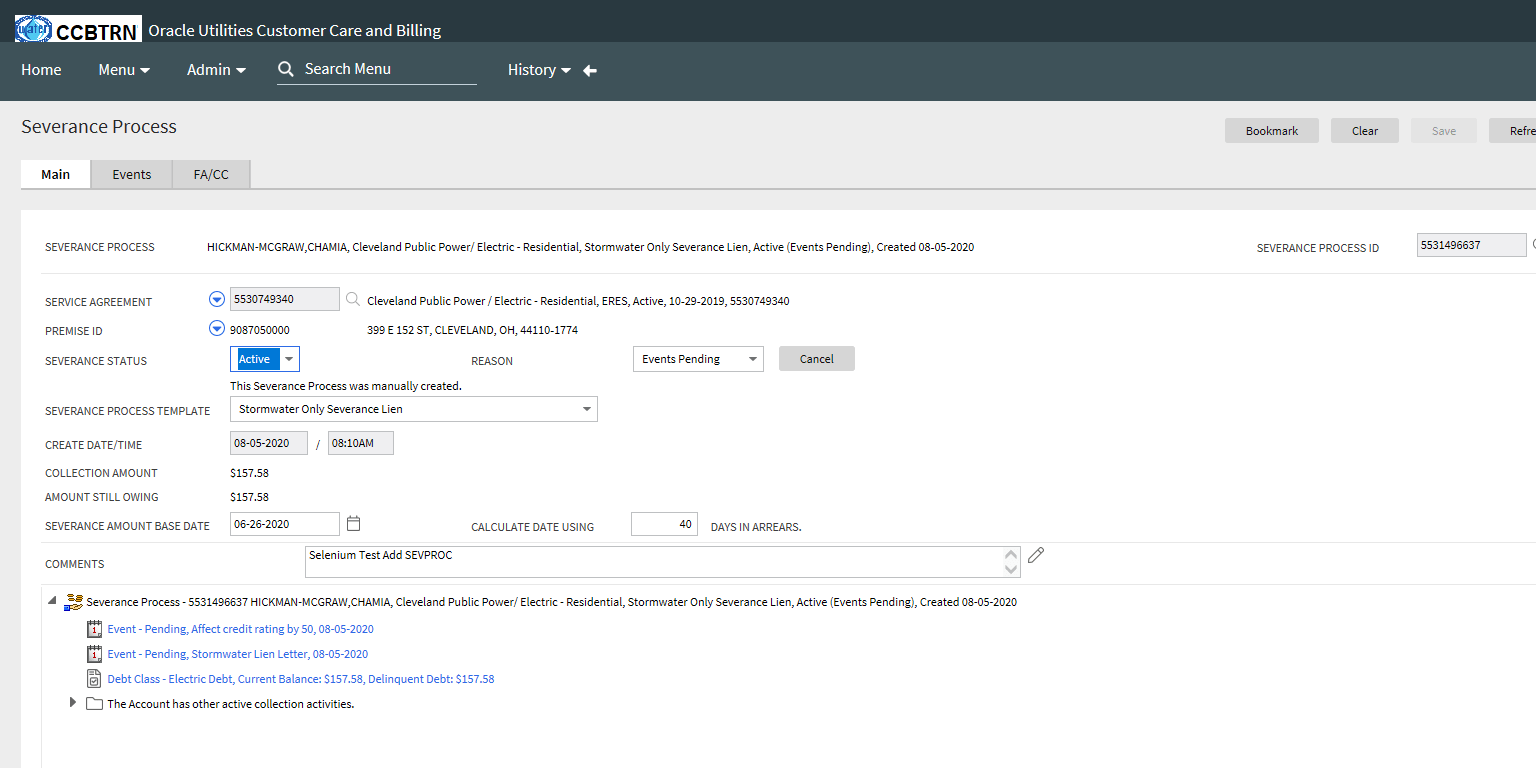 water CCBTRN Oracle Utilities Customer Care and Billing
Home Menu Admin Search Menu History
Severance Process
Bookmark Clear Save Refre
Main Events FA/CC
SEVERANCE PROCESS HICKMAN-MCGRAW,CHAMIA, Cleveland Public Power/ Electric - Residential, Stormwater Only Severance Lien, Active (Events Pending), Created 08-05-2020 SEVERANCE PROCESS ID 5531496637
SERVICE AGREEMENT 5530749340 Cleveland Public Power / Electric - Residential, ERES, Active, 10-29-2019, 5530749340
PREMISE ID 9087050000 399 E 152 ST, CLEVELAND, OH, 44110-1774
SEVERANCE STATUS Active REASON Events Pending Cancel
This Severance Process was manually created.
SEVERANCE PROCESS TEMPLATE Stormwater Only Severance Lien
CREATE DATE/TIME 08-05-2020 / 08:10AM
COLLECTION AMOUNT $157.58
AMOUNT STILL OWING $157.58
SEVERANCE AMOUNT BASE DATE 06-26-2020 CALCULATE DATE USING 40 DAYS IN ARREARS.
COMMENTS Selenium Test Add SEVPROC
Severance Process - 5531496637 HICKMAN-MCGRAW,CHAMIA, Cleveland Public Power/ Electric - Residential, Stormwater Only Severance Lien, Active (Events Pending), Created 08-05-2020
Event - Pending, Affect credit rating by 50, 08-05-2020
Event - Pending, Stormwater Lien Letter, 08-05-2020
Debt Class - Electric Debt, Current Balance: $157.58, Delinquent Debt: $157.58
The Account has other active collection activities.